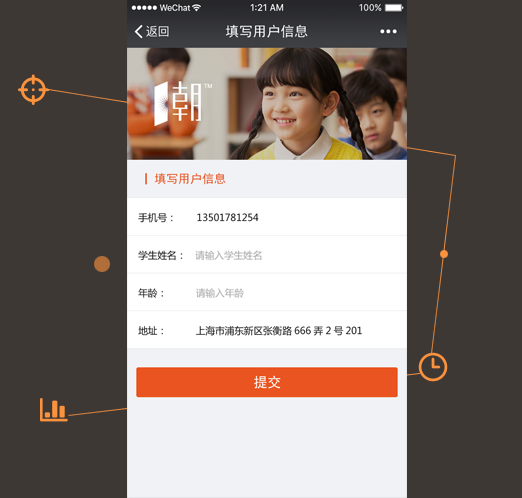 ●●●●● WeChat 1:21 AM 100%
返回 填写用户信息 •••
潮™
填写用户信息
手机号： 13501781254
学生姓名： 请输入学生姓名
年龄： 请输入年龄
地址： 上海市浦东新区张衡路 666 弄 2 号 201
提交